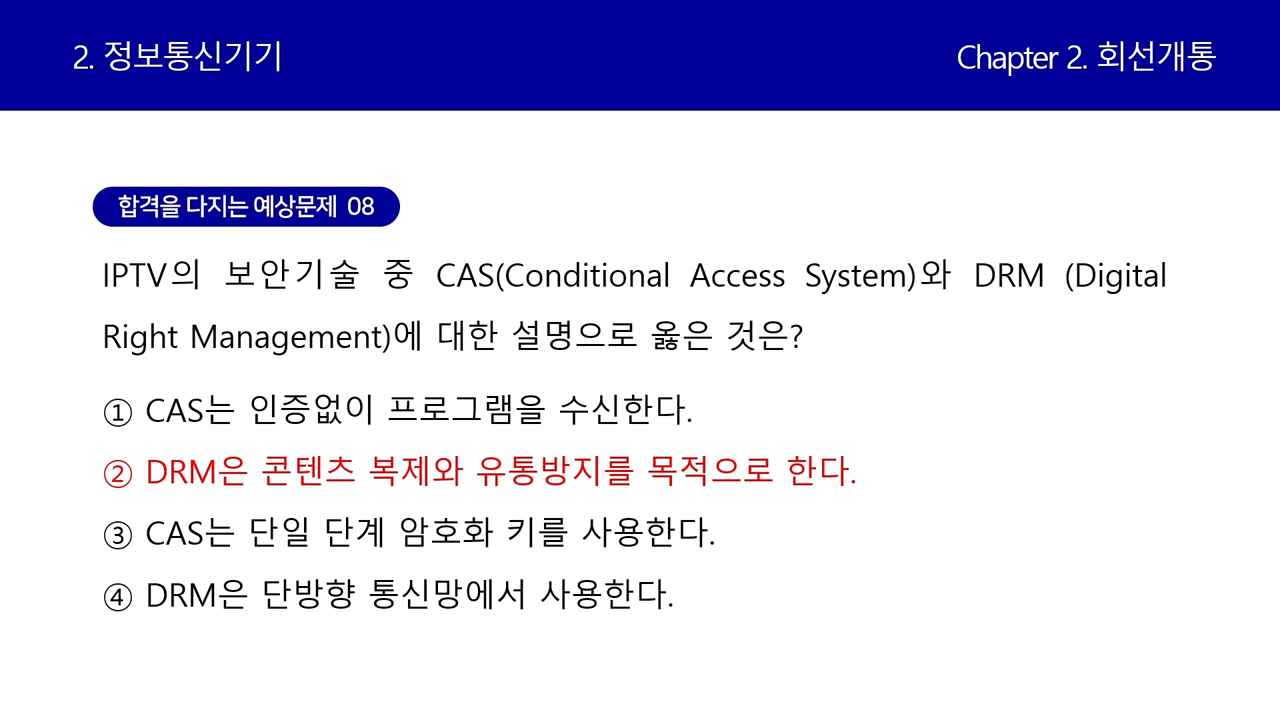 2. 정보통신기기
Chapter 2. 회선개통
합격을 다지는 예상문제 08
IPTV의 보안기술 중 CAS(Conditional Access System)와 DRM (Digital
Right Management)에 대한 설명으로 옳은 것은?
① CAS는 인증없이 프로그램을 수신한다.
② DRM은 콘텐츠 복제와 유통방지를 목적으로 한다.
③ CAS는 단일 단계 암호화 키를 사용한다.
④ DRM은 단방향 통신망에서 사용한다.